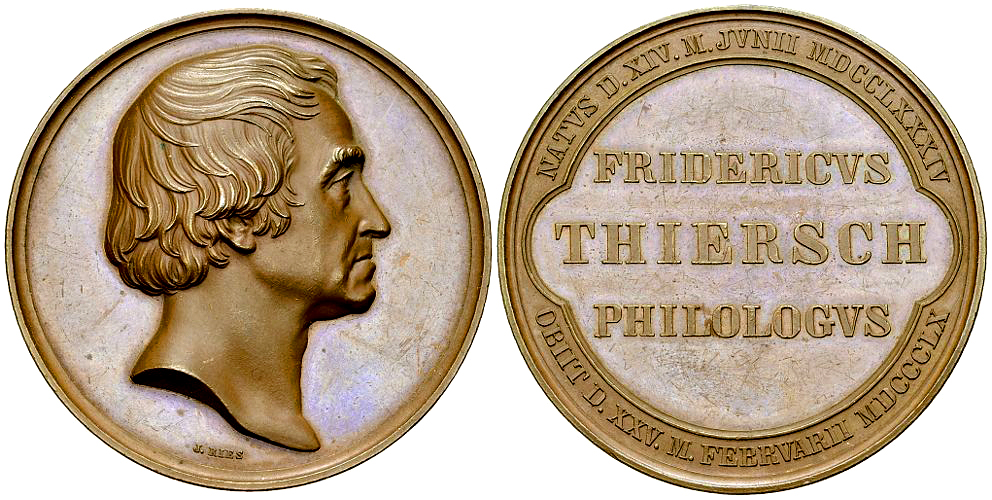 J. RIES
NATVS D. XIV. M. JVNII MDCCLXXXIV
FRIDERICVS
THIERSCH
PHILOLOGVS
OBIIT D. XXV. M. FEBRVARII MDCCCLX